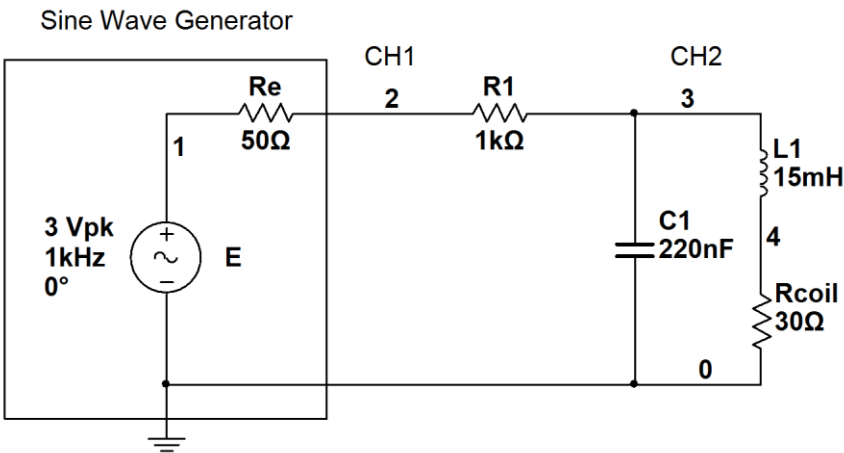 Sine Wave Generator
CH1
CH2
Re
R1
2
3
50Ω
1kΩ
1
L1
15mH
3 Vpk
1kHz
0°
+
−
E
C1
220nF
4
Rcoil
30Ω
0